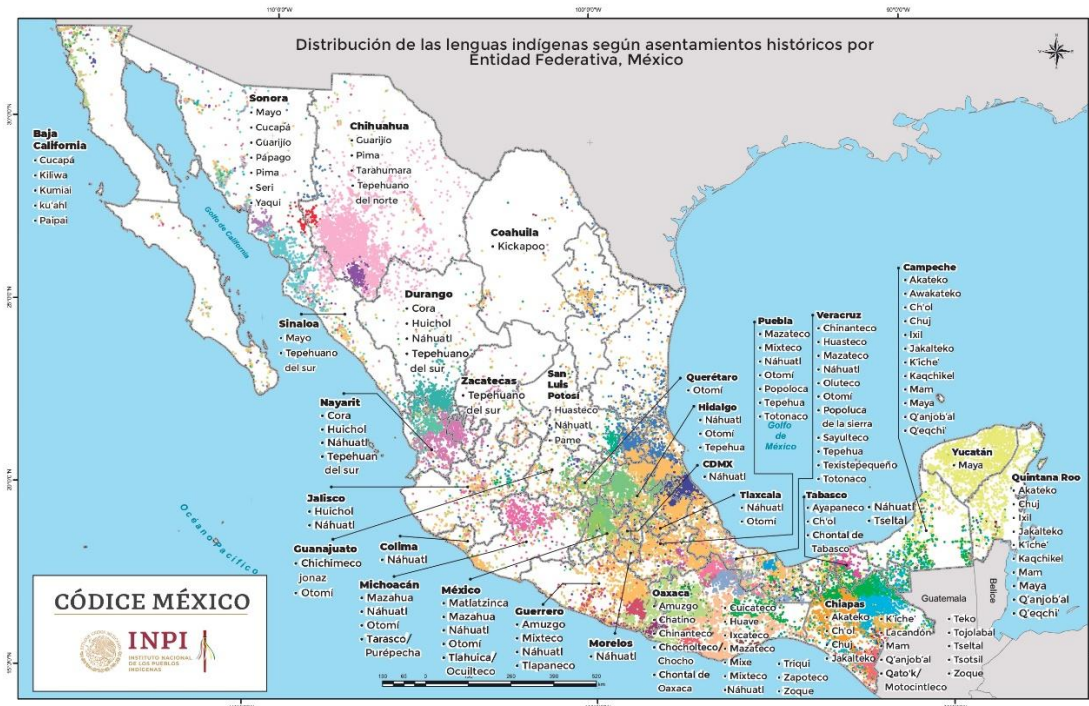 Distribución de las lenguas indígenas según asentamientos históricos por
Entidad Federativa, México
Baja
California
• Cucapá
• Kiliwa
• Kumiai
• ku'ahl
• Paipai
Sonora
• Mayo
• Cucapá
• Guarijío
• Pápago
• Pima
• Seri
• Yaqui
Chihuahua
• Guarijío
• Pima
• Tarahumara
• Tepehuano
del norte
Coahuila
• Kickapoo
Golfo de California
Sinaloa
• Mayo
• Tepehuano
del sur
Durango
• Cora
• Huichol
• Náhuatl
• Tepehuano
del sur
Zacatecas
• Tepehuano
del sur
San
Luis
Potosí
• Huasteco
• Náhuatl
• Pame
Nayarit
• Cora
• Huichol
• Náhuatl
• Tepehuan
del sur
Jalisco
• Huichol
• Náhuatl
Guanajuato
• Chichimeco
jonaz
• Otomí
Colima
• Náhuatl
Michoacán
• Mazahua
• Náhuatl
• Otomí
• Tarasco/
Purépecha
México
• Matlatzinca
• Mazahua
• Náhuatl
• Otomí
• Tlahuica/
Ocuilteco
Guerrero
• Amuzgo
• Mixteco
• Náhuatl
• Tlapaneco
Morelos
• Náhuatl
Querétaro
• Otomí
Hidalgo
• Náhuatl
• Otomí
• Tepehua
CDMX
• Náhuatl
Tlaxcala
• Náhuatl
• Otomí
Puebla
• Mazateco
• Mixteco
• Náhuatl
• Otomí
• Popoloca
• Tepehua
• Totonaco
Golfo
de
México
Veracruz
• Chinanteco
• Huasteco
• Mazateco
• Náhuatl
• Oluteco
• Otomí
• Popoluca
de la sierra
• Sayulteco
• Tepehua
• Texistepequeño
• Totonaco
Tabasco
• Ayapaneco
• Ch'ol
• Chontal de
Tabasco
• Náhuatl
• Tseltal
Campeche
• Akateko
• Awakateko
• Ch'ol
• Chuj
• Ixil
• Jakalteko
• K'iche'
• Kaqchikel
• Mam
• Maya
• Q'anjob'al
• Q'eqchi'
Yucatán
• Maya
Quintana Roo
• Akateko
• Chuj
• Ixil
• Jakalteko
• K'iche'
• Kaqchikel
• Mam
• Maya
• Q'anjob'al
• Q'eqchi'
Oaxaca
• Amuzgo
• Chatino
• Chinanteco
• Chocholteco/
Chocho
• Chontal de
Oaxaca
• Cuicateco
• Huave
• Ixcateco
• Mazateco
• Mixe
• Mixteco
• Náhuatl
• Triqui
• Zapoteco
• Zoque
Chiapas
• Akateko
• Ch'ol
• Chuj
• Jakalteko
• K'iche'
• Lacandón
• Mam
• Q'anjob'al
• Qato'k/
Motocintleco
• Teko
• Tojolabal
• Tseltal
• Tsotsil
• Zoque
Guatemala
Belice
Océano Pacífico
CÓDICE MÉXICO
INPI
INSTITUTO NACIONAL
DE LOS PUEBLOS
INDÍGENAS